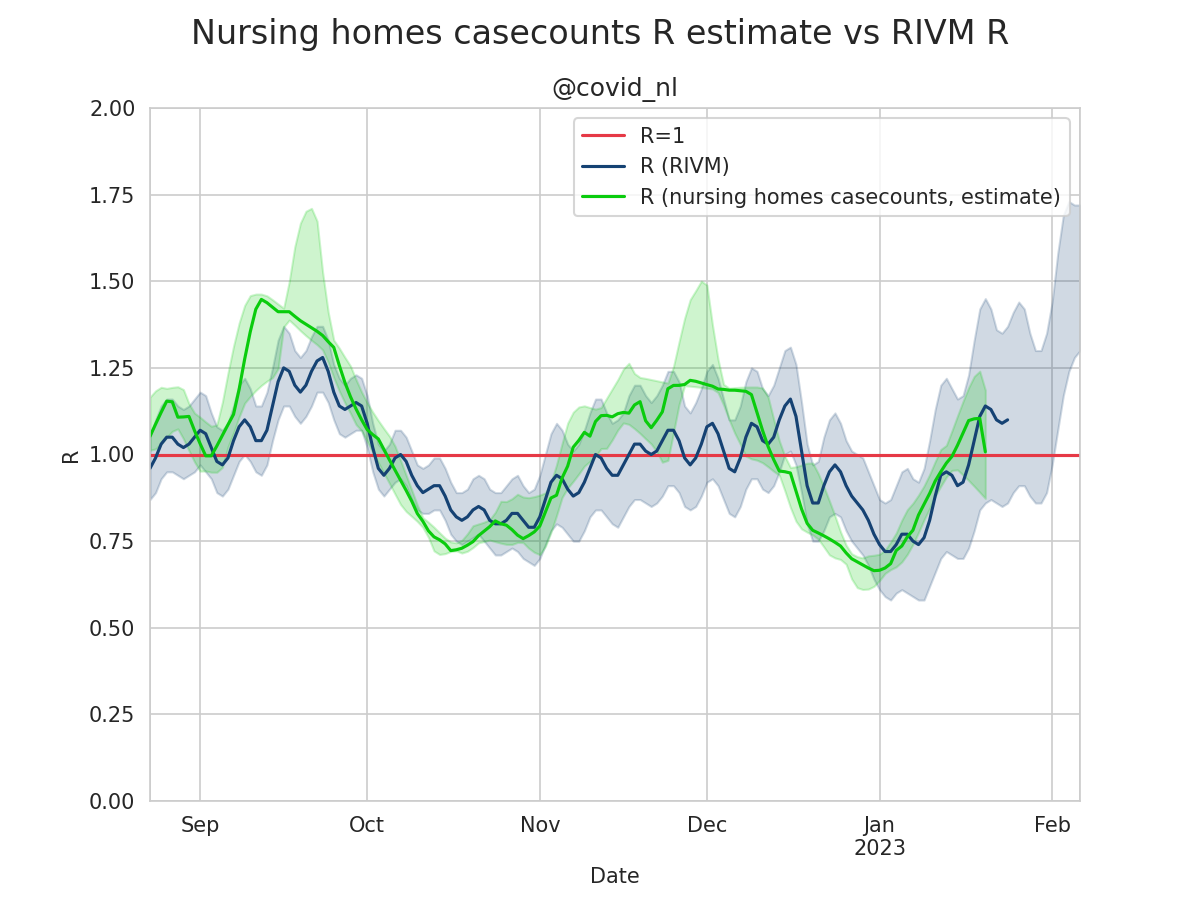 Nursing homes casecounts R estimate vs RIVM R
@covid_nl
R=1
R (RIVM)
R (nursing homes casecounts, estimate)
2.00
1.75
1.50
1.25
1.00
0.75
0.50
0.25
0.00
R
Sep
Oct
Nov
Dec
Jan
2023
Feb
Date